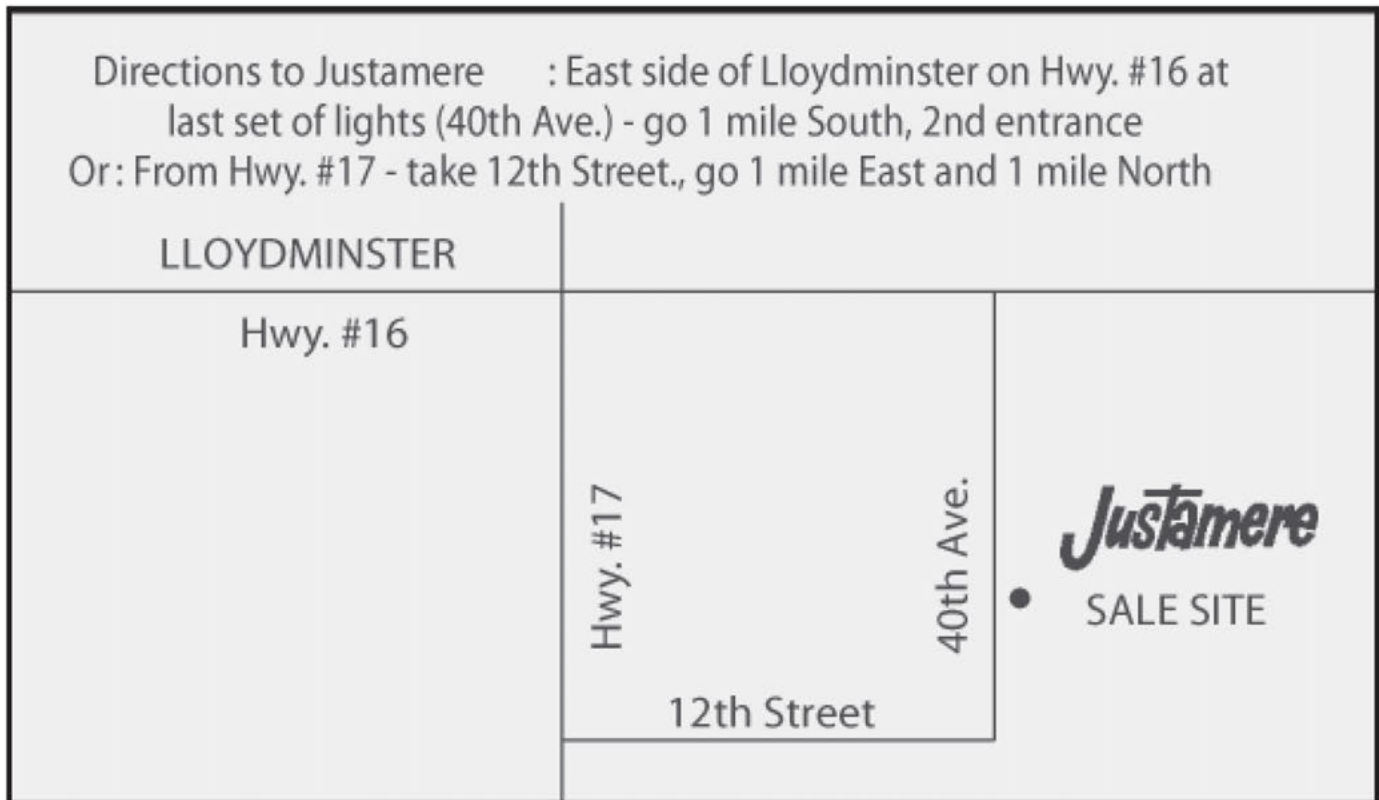 Directions to Justamere : East side of Lloydminster on Hwy. #16 at
last set of lights (40th Ave.) - go 1 mile South, 2nd entrance
Or: From Hwy. #17 - take 12th Street., go 1 mile East and 1 mile North
LLOYDMINSTER
Hwy. #16
Hwy. #17
40th Ave.
Justamere
SALE SITE
12th Street